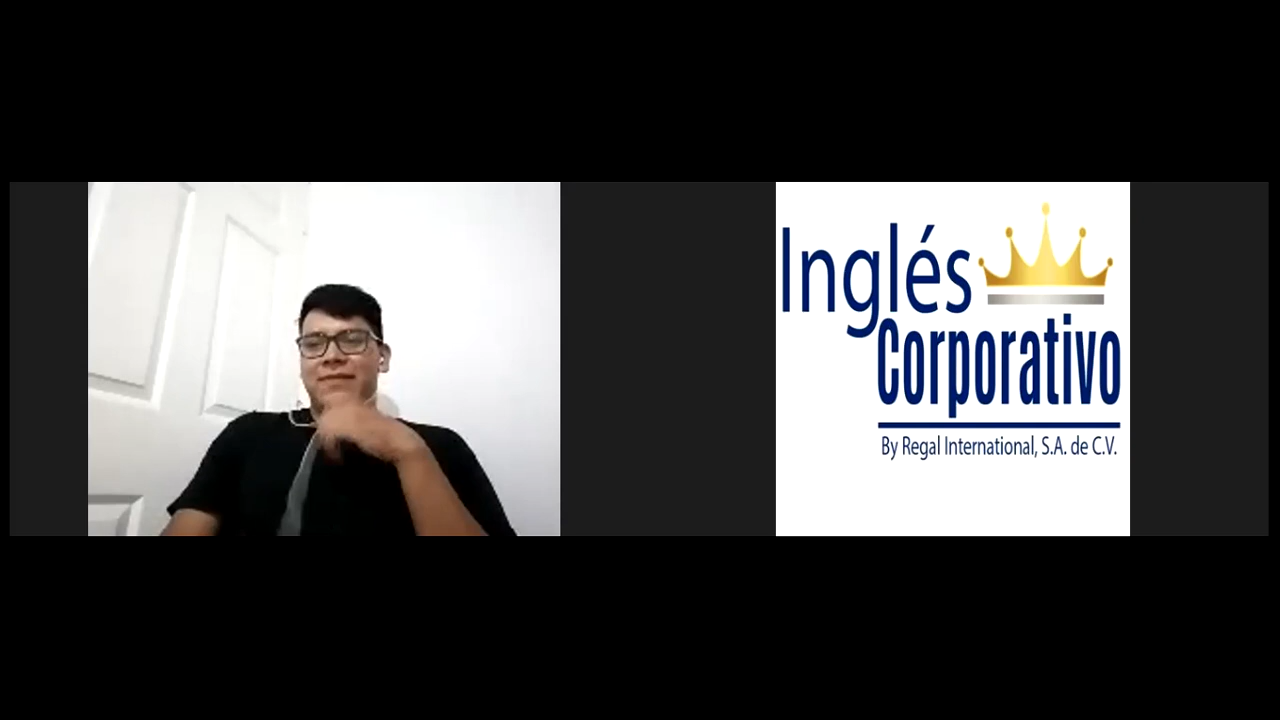 Inglés
Corporativo
By Regal International, S.A. de C.V.